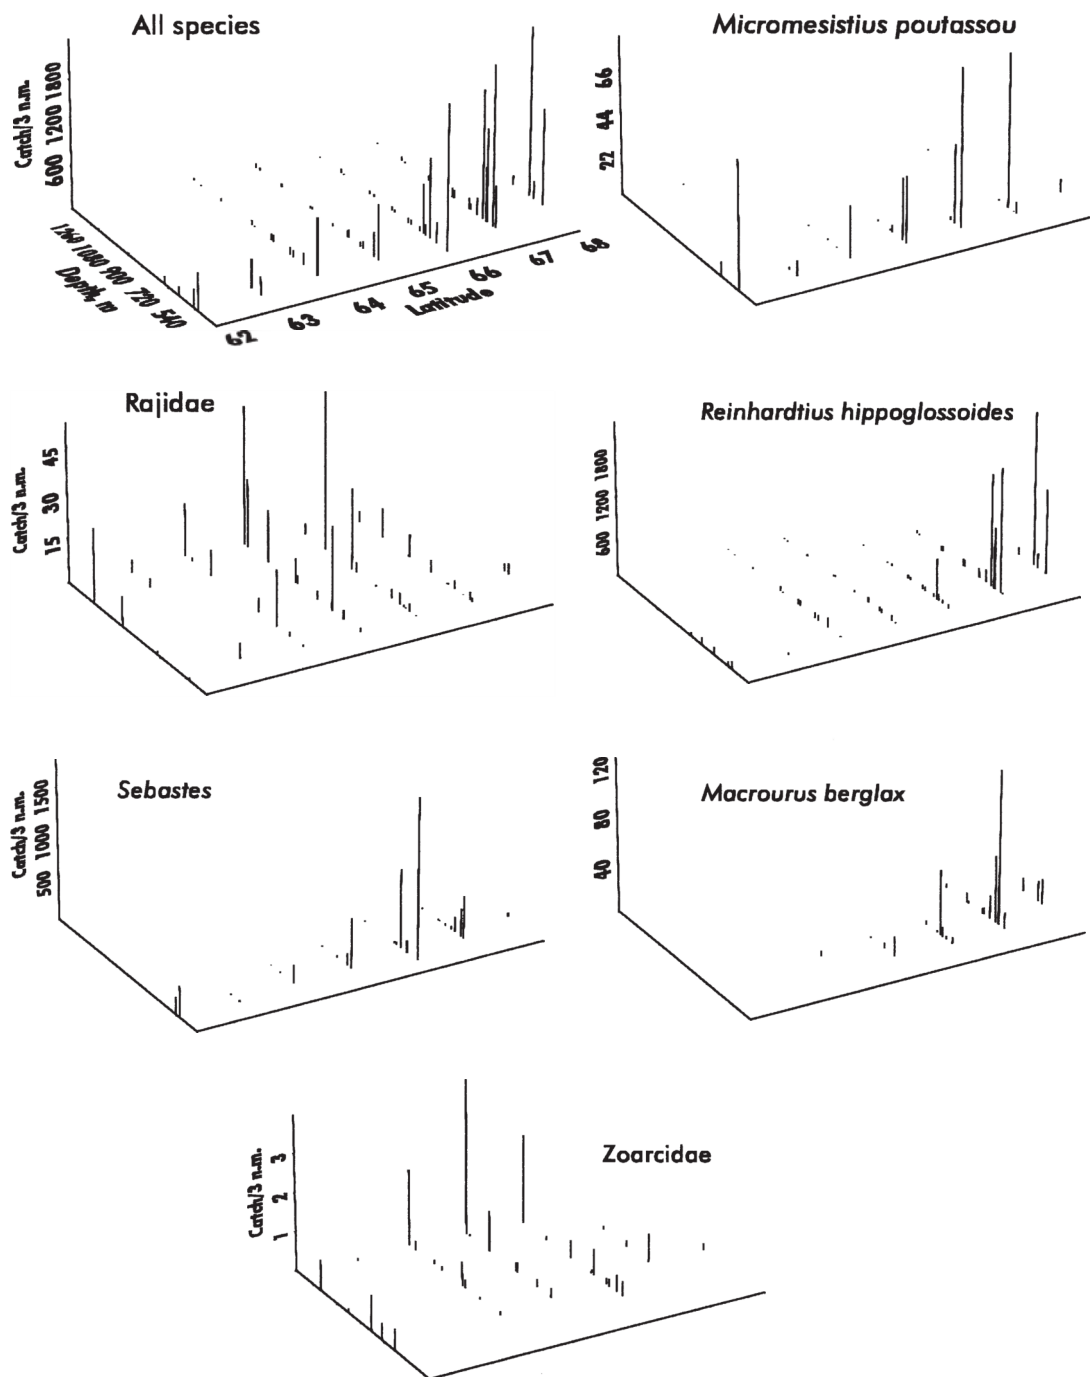 All species
Micromesistius poutassou
Catch/3 n.m.
600 1200 1800
22 44 66
1260 1080 900 720 540
Depth, m
62 63 64 65 66 67 68
Latitude
Rajidae
Reinhardtius hippoglossoides
Catch/3 n.m.
15 30 45
600 1200 1800
Sebastes
Macrourus berglax
Catch/3 n.m.
500 1000 1500
40 80 120
Zoarcidae
Catch/3 n.m.
1 2 3